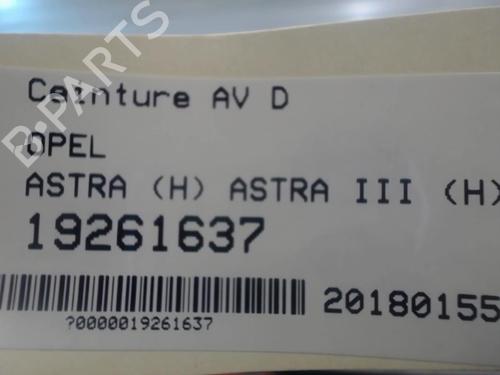 Ceinture AV D
OPEL
ASTRA (H) ASTRA III (H)
19261637
20180155
?0000019261637
B-PARTS